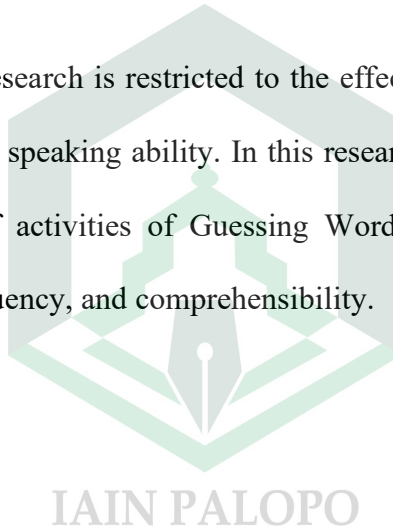 esearch is restricted to the effec
speaking ability. In this resear
activities of Guessing Word
uency, and comprehensibility.
IAIN PALOPO